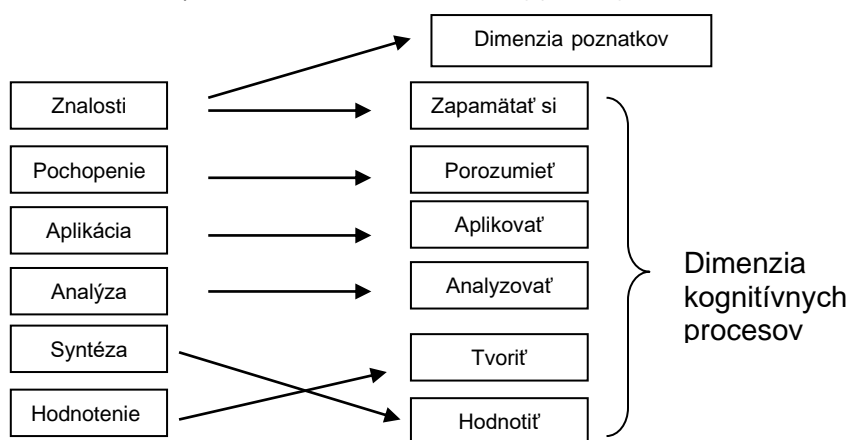 Dimenzia poznatkov
Znalosti
Zapamätať si
Pochopenie
Porozumieť
Aplikácia
Aplikovať
Analýza
Analyzovať
Syntéza
Tvoriť
Hodnotenie
Hodnotiť
Dimenzia
kognitívnych
procesov